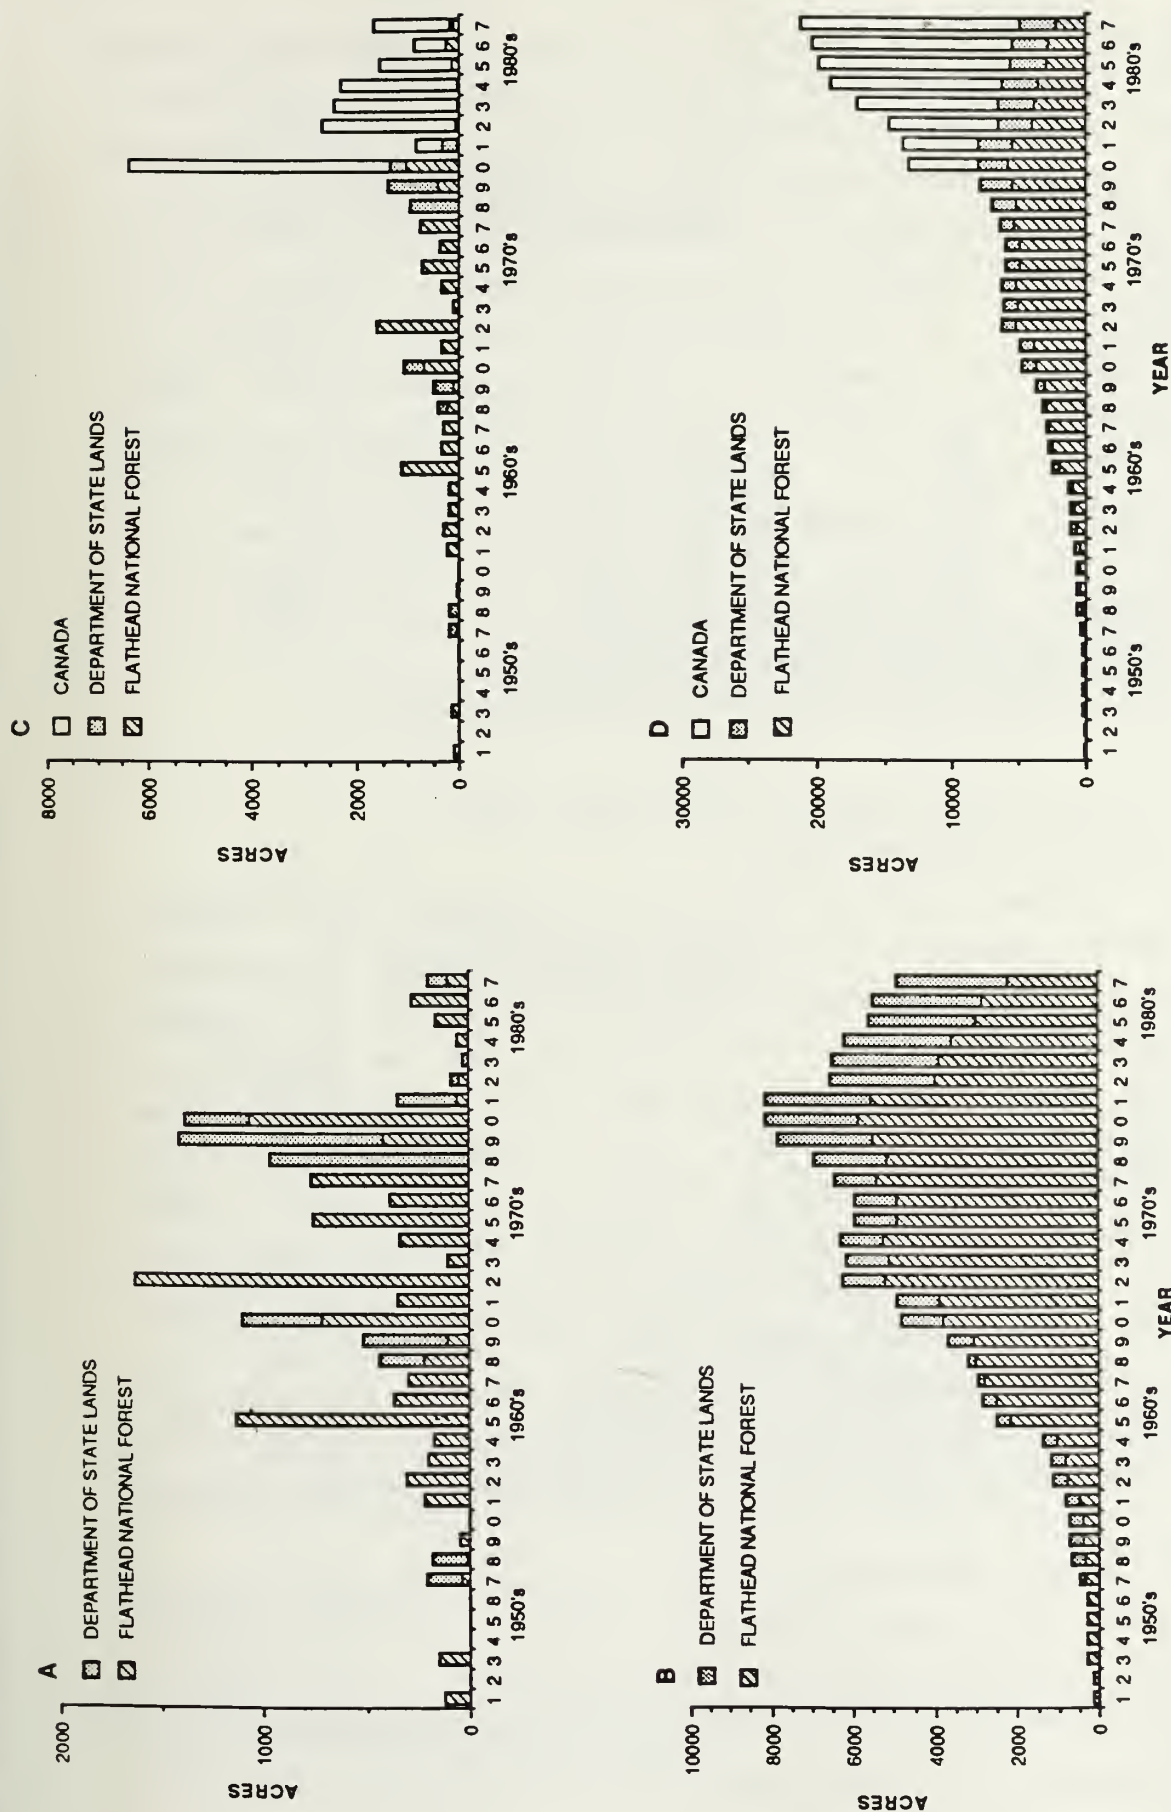 A
DEPARTMENT OF STATE LANDS
FLATHEAD NATIONAL FOREST
2000
1000
0
ACRES
1 2 3 4 5 6 7 8 9 0 1 2 3 4 5 6 7 8 9 0 1 2 3 4 5 6 7 8 9 0 1 2 3 4 5 6 7
1950's 1960's 1970's 1980's
B
DEPARTMENT OF STATE LANDS
FLATHEAD NATIONAL FOREST
10000
8000
6000
4000
2000
0
ACRES
1 2 3 4 5 6 7 8 9 0 1 2 3 4 5 6 7 8 9 0 1 2 3 4 5 6 7 8 9 0 1 2 3 4 5 6 7
1950's 1960's 1970's 1980's
YEAR
C
CANADA
DEPARTMENT OF STATE LANDS
FLATHEAD NATIONAL FOREST
8000
6000
4000
2000
0
ACRES
1 2 3 4 5 6 7 8 9 0 1 2 3 4 5 6 7 8 9 0 1 2 3 4 5 6 7 8 9 0 1 2 3 4 5 6 7
1950's 1960's 1970's 1980's
D
CANADA
DEPARTMENT OF STATE LANDS
FLATHEAD NATIONAL FOREST
30000
20000
10000
0
ACRES
1 2 3 4 5 6 7 8 9 0 1 2 3 4 5 6 7 8 9 0 1 2 3 4 5 6 7 8 9 0 1 2 3 4 5 6 7
1950's 1960's 1970's 1980's
YEAR